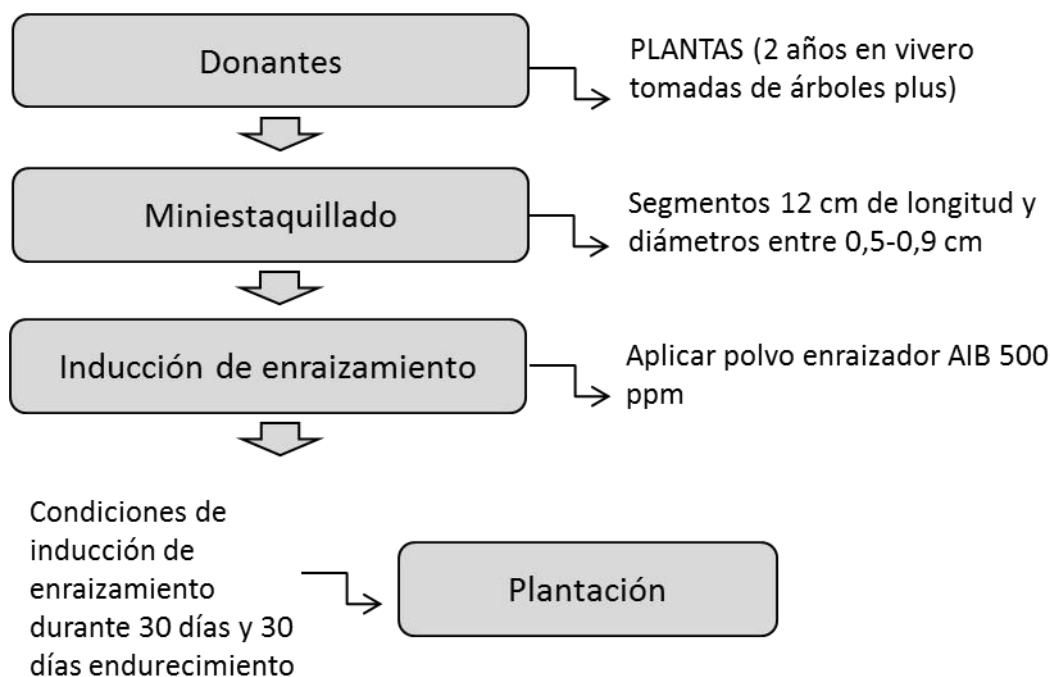 Donantes
PLANTAS (2 años en vivero
tomadas de árboles plus)
Miniestaquillado
Segmentos 12 cm de longitud y
diámetros entre 0,5-0,9 cm
Inducción de enraizamiento
Aplicar polvo enraizador AIB 500
ppm
Condiciones de
inducción de
enraizamiento
durante 30 días y 30
días endurecimiento
Plantación